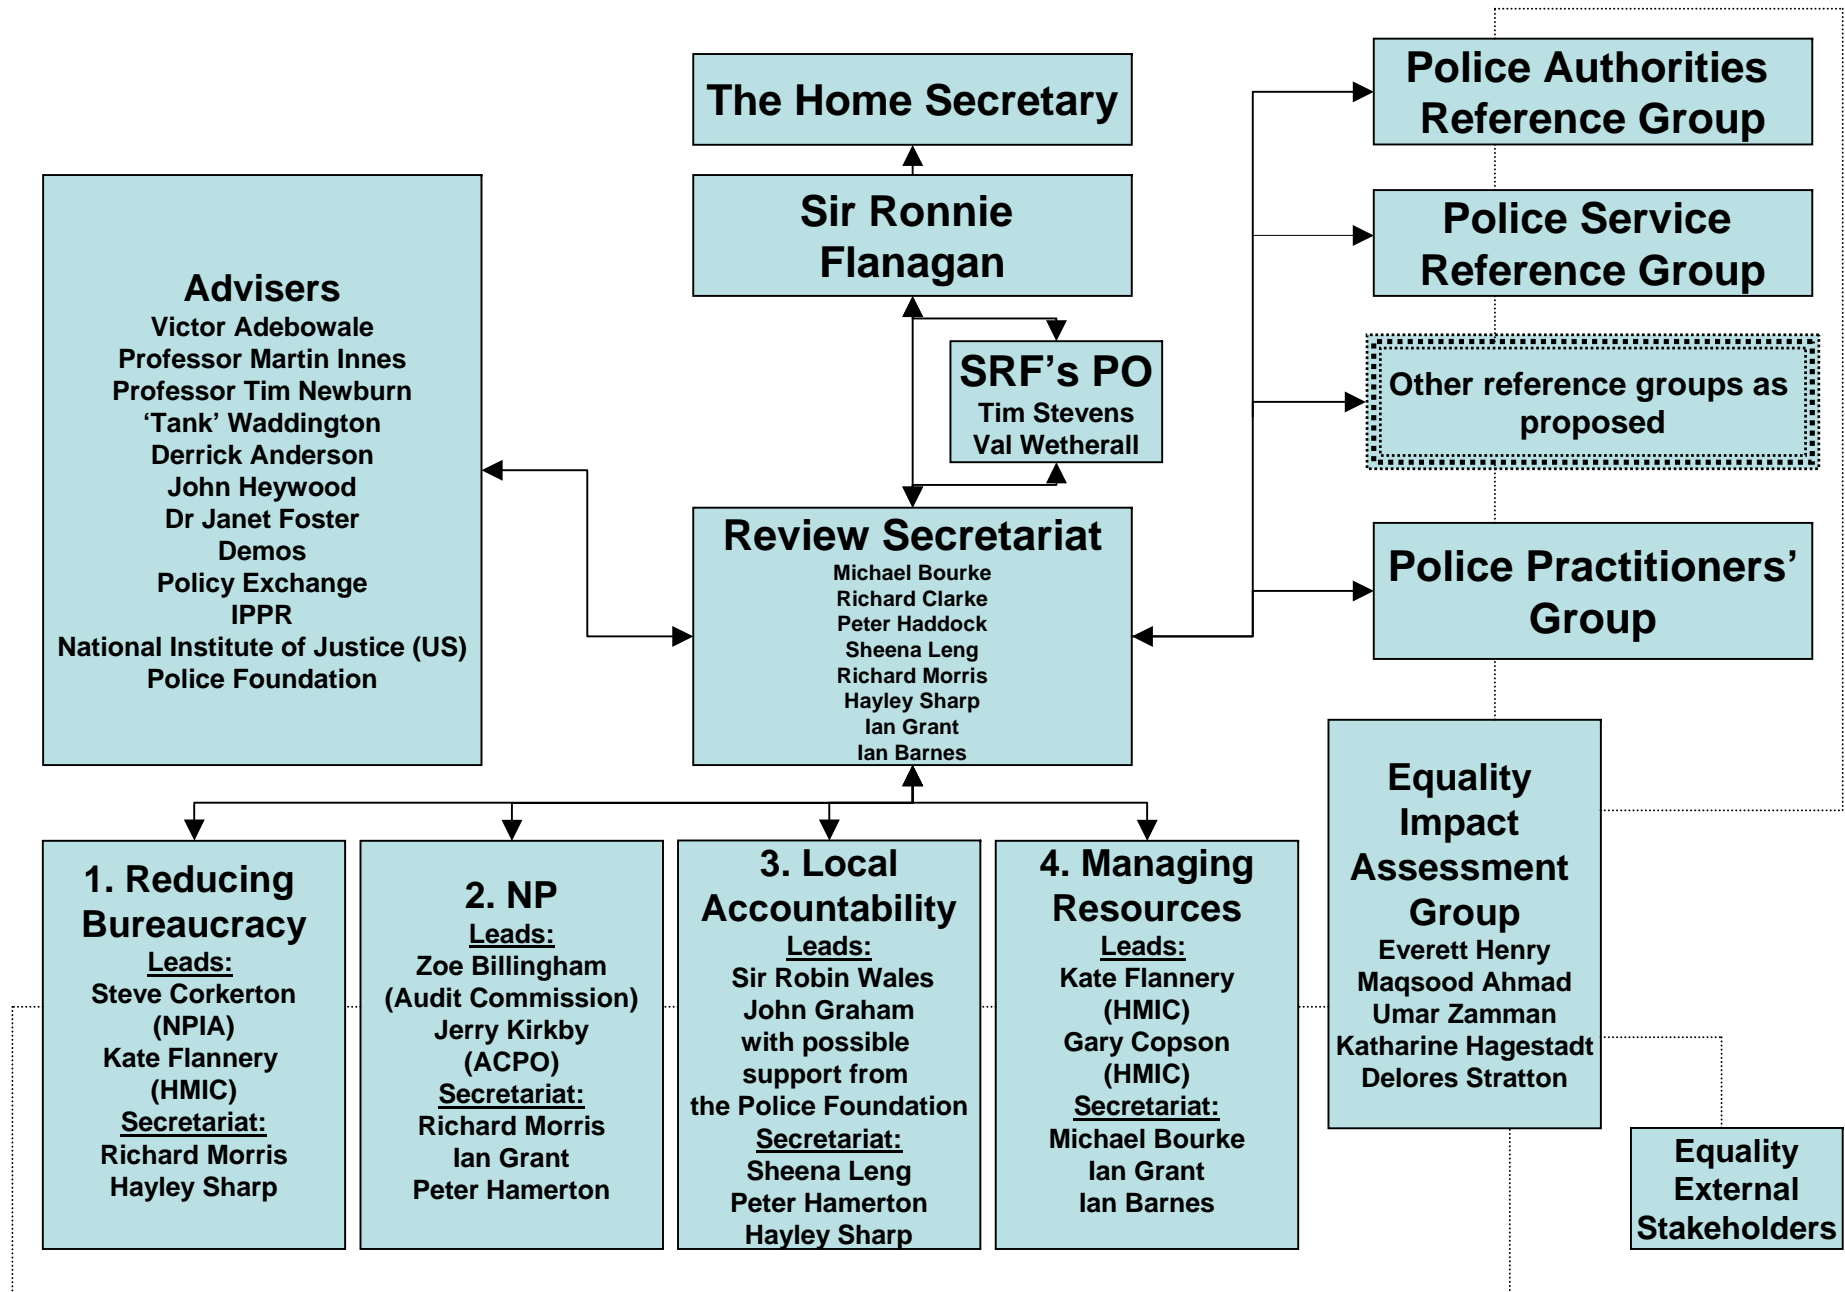 The Home Secretary
Sir Ronnie
Flanagan
SRF's PO
Tim Stevens
Val Wetherall
Advisers
Victor Adebowale
Professor Martin Innes
Professor Tim Newburn
‘Tank’ Waddington
Derrick Anderson
John Heywood
Dr Janet Foster
Demos
Policy Exchange
IPPR
National Institute of Justice (US)
Police Foundation
Review Secretariat
Michael Bourke
Richard Clarke
Peter Haddock
Sheena Leng
Richard Morris
Hayley Sharp
Ian Grant
Ian Barnes
Police Authorities
Reference Group
Police Service
Reference Group
Other reference groups as
proposed
Police Practitioners’
Group
1. Reducing
Bureaucracy
Leads:
Steve Corkerton
(NPIA)
Kate Flannery
(HMIC)
Secretariat:
Richard Morris
Hayley Sharp
2. NP
Leads:
Zoe Billingham
(Audit Commission)
Jerry Kirkby
(ACPO)
Secretariat:
Richard Morris
Ian Grant
Peter Hamerton
3. Local
Accountability
Leads:
Sir Robin Wales
John Graham
with possible
support from
the Police Foundation
Secretariat:
Sheena Leng
Peter Hamerton
Hayley Sharp
4. Managing
Resources
Leads:
Kate Flannery
(HMIC)
Gary Copson
(HMIC)
Secretariat:
Michael Bourke
Ian Grant
Ian Barnes
Equality
Impact
Assessment
Group
Everett Henry
Maqsood Ahmad
Umar Zamman
Katharine Hagestadt
Delores Stratton
Equality
External
Stakeholders